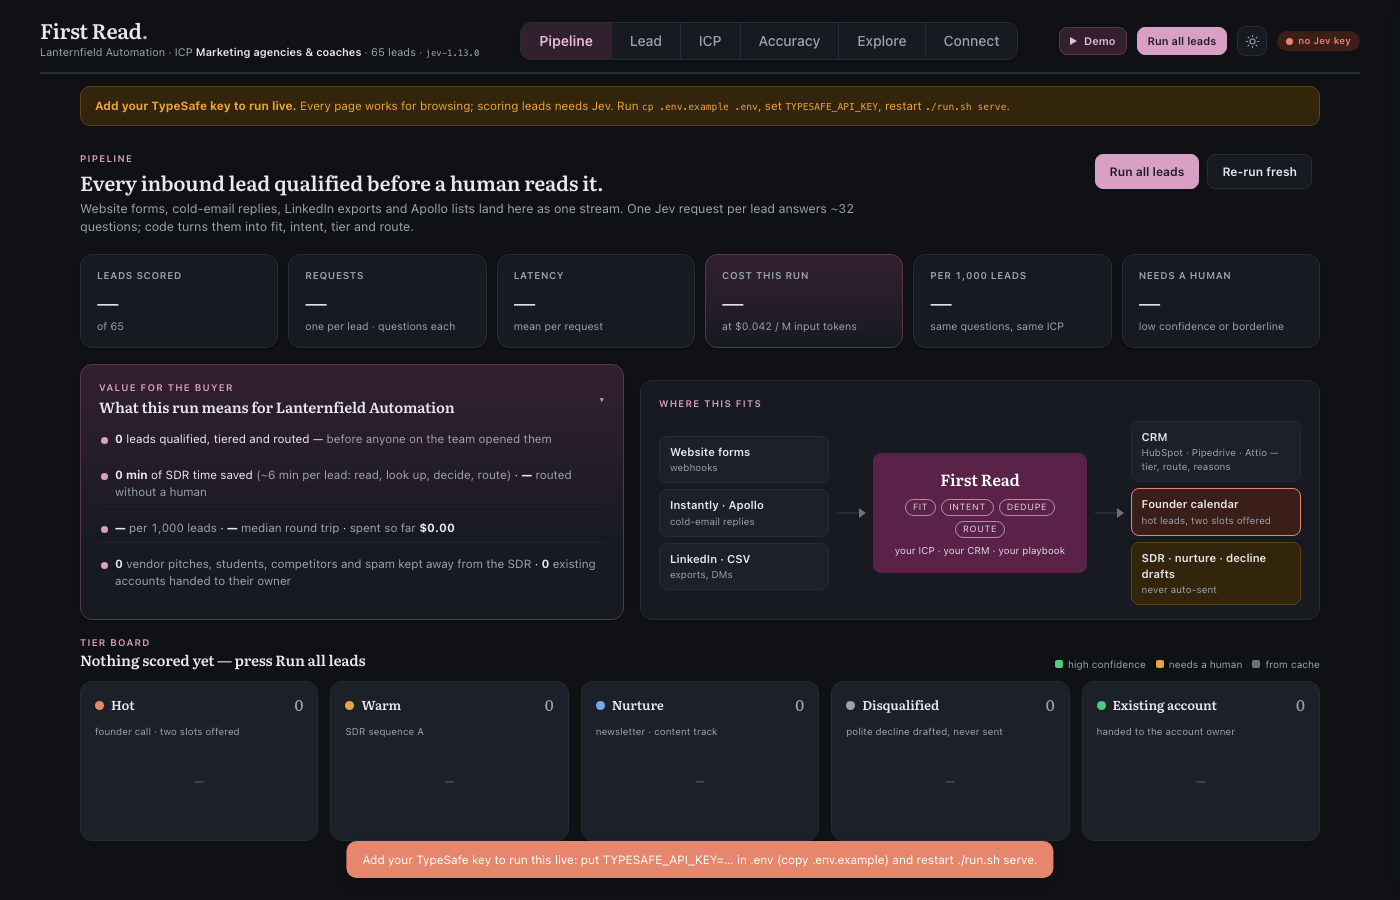 First Read.
Lanternfield Automation · ICP Marketing agencies & coaches · 65 leads · jev-1.13.0
Pipeline
Lead
ICP
Accuracy
Explore
Connect
Demo
Run all leads
no Jev key
Add your TypeSafe key to run live. Every page works for browsing; scoring leads needs Jev. Run cp .env.example .env, set TYPESAFE_API_KEY, restart ./run.sh serve.
PIPELINE
Every inbound lead qualified before a human reads it.
Website forms, cold-email replies, LinkedIn exports and Apollo lists land here as one stream. One Jev request per lead answers ~32
questions; code turns them into fit, intent, tier and route.
Run all leads
Re-run fresh
LEADS SCORED
—
of 65
REQUESTS
—
one per lead · questions each
LATENCY
—
mean per request
COST THIS RUN
—
at $0.042 / M input tokens
PER 1,000 LEADS
—
same questions, same ICP
NEEDS A HUMAN
—
low confidence or borderline
VALUE FOR THE BUYER
What this run means for Lanternfield Automation
0 leads qualified, tiered and routed — before anyone on the team opened them
0 min of SDR time saved (~6 min per lead: read, look up, decide, route) · — routed
without a human
— per 1,000 leads · — median round trip · spent so far $0.00
0 vendor pitches, students, competitors and spam kept away from the SDR · 0 existing
accounts handed to their owner
WHERE THIS FITS
Website forms
webhooks
Instantly · Apollo
cold-email replies
LinkedIn · CSV
exports, DMs
First Read
FIT
INTENT
DEDUPE
ROUTE
your ICP · your CRM · your playbook
CRM
HubSpot · Pipedrive · Attio —
tier, route, reasons
Founder calendar
hot leads, two slots offered
SDR · nurture · decline
drafts
never auto-sent
TIER BOARD
Nothing scored yet — press Run all leads
high confidence
needs a human
from cache
Hot 0
founder call · two slots offered
—
Warm 0
SDR sequence A
—
Nurture 0
newsletter · content track
—
Disqualified 0
polite decline drafted, never sent
—
Existing account 0
handed to the account owner
—
Add your TypeSafe key to run this live: put TYPESAFE_API_KEY=… in .env (copy .env.example) and restart ./run.sh serve.